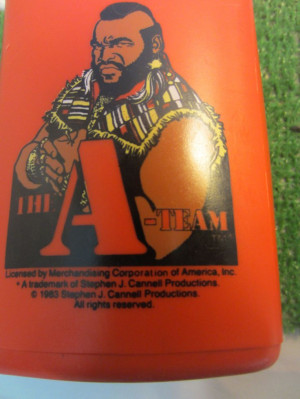 THE
A
-TEAM
Licensed by Merchandising Corporation of America, Inc.
* A trademark of Stephen J. Cannell Productions.
© 1983 Stephen J. Cannell Productions.
All rights reserved.